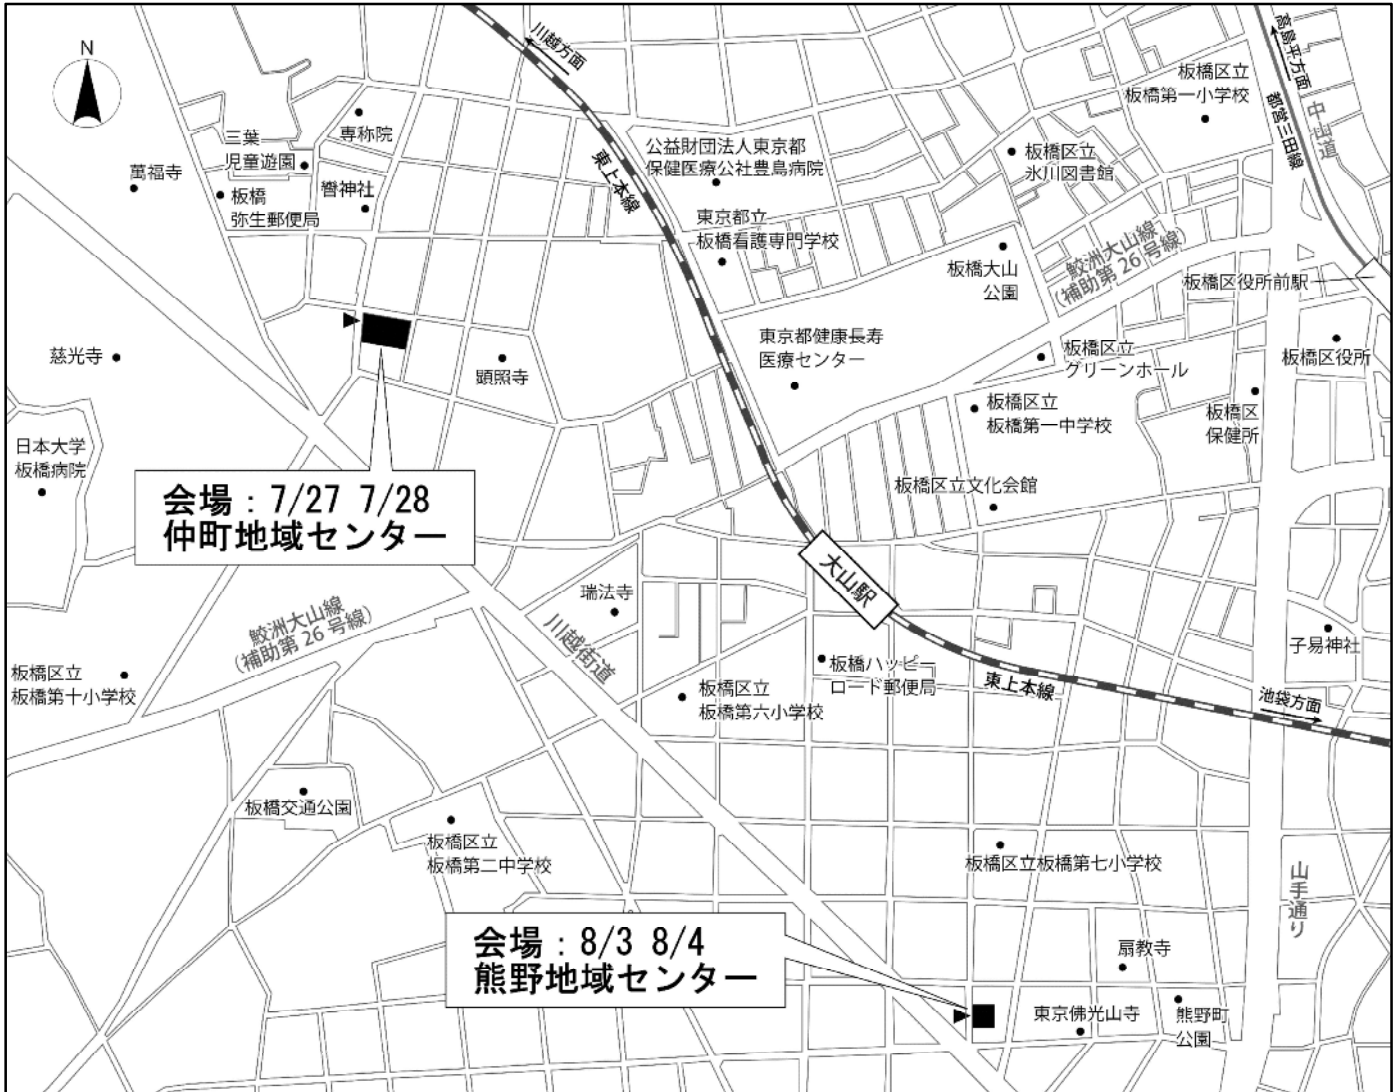 N
川越方面
高島平方面
都営三田線
中山道
板橋区立
板橋第一小学校
専称院
三葉
児童遊園
萬福寺
板橋
弥生郵便局
轡神社
東上本線
公益財団法人東京都
保健医療公社豊島病院
板橋区立
氷川図書館
東京都立
板橋看護専門学校
鮫洲大山線
(補助第26号線)
板橋大山
公園
板橋区役所前駅
東京都健康長寿
医療センター
板橋区立
グリーンホール
板橋区役所
慈光寺
顕照寺
板橋区立
板橋第一中学校
板橋区
保健所
日本大学
板橋病院
会場:7/27 7/28
仲町地域センター
板橋区立文化会館
大山駅
瑞法寺
川越街道
鮫洲大山線
(補助第26号線)
子易神社
板橋区立
板橋第十小学校
板橋ハッピー
ロード郵便局
板橋区立
板橋第六小学校
東上本線
池袋方面
板橋交通公園
板橋区立
板橋第二中学校
板橋区立板橋第七小学校
山手通り
会場:8/3 8/4
熊野地域センター
扇教寺
東京佛光山寺
熊野町
公園